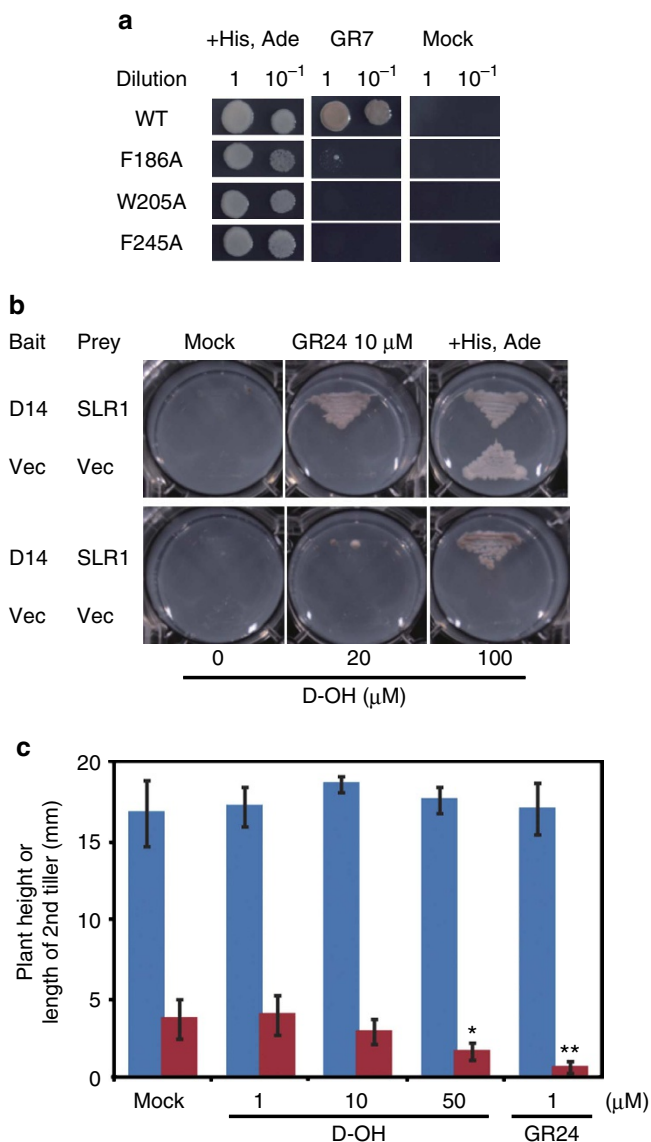 a
+His, Ade GR7 Mock
Dilution 1 10⁻¹ 1 10⁻¹ 1 10⁻¹
WT
F186A
W205A
F245A
b
Bait Prey Mock GR24 10 μM +His, Ade
D14 SLR1
Vec Vec
D14 SLR1
Vec Vec
0 20 100
D-OH (μM)
c
Plant height or
length of 2nd tiller (mm)
20
15
10
5
0
*
**
Mock 1 10 50 1 (μM)
D-OH GR24